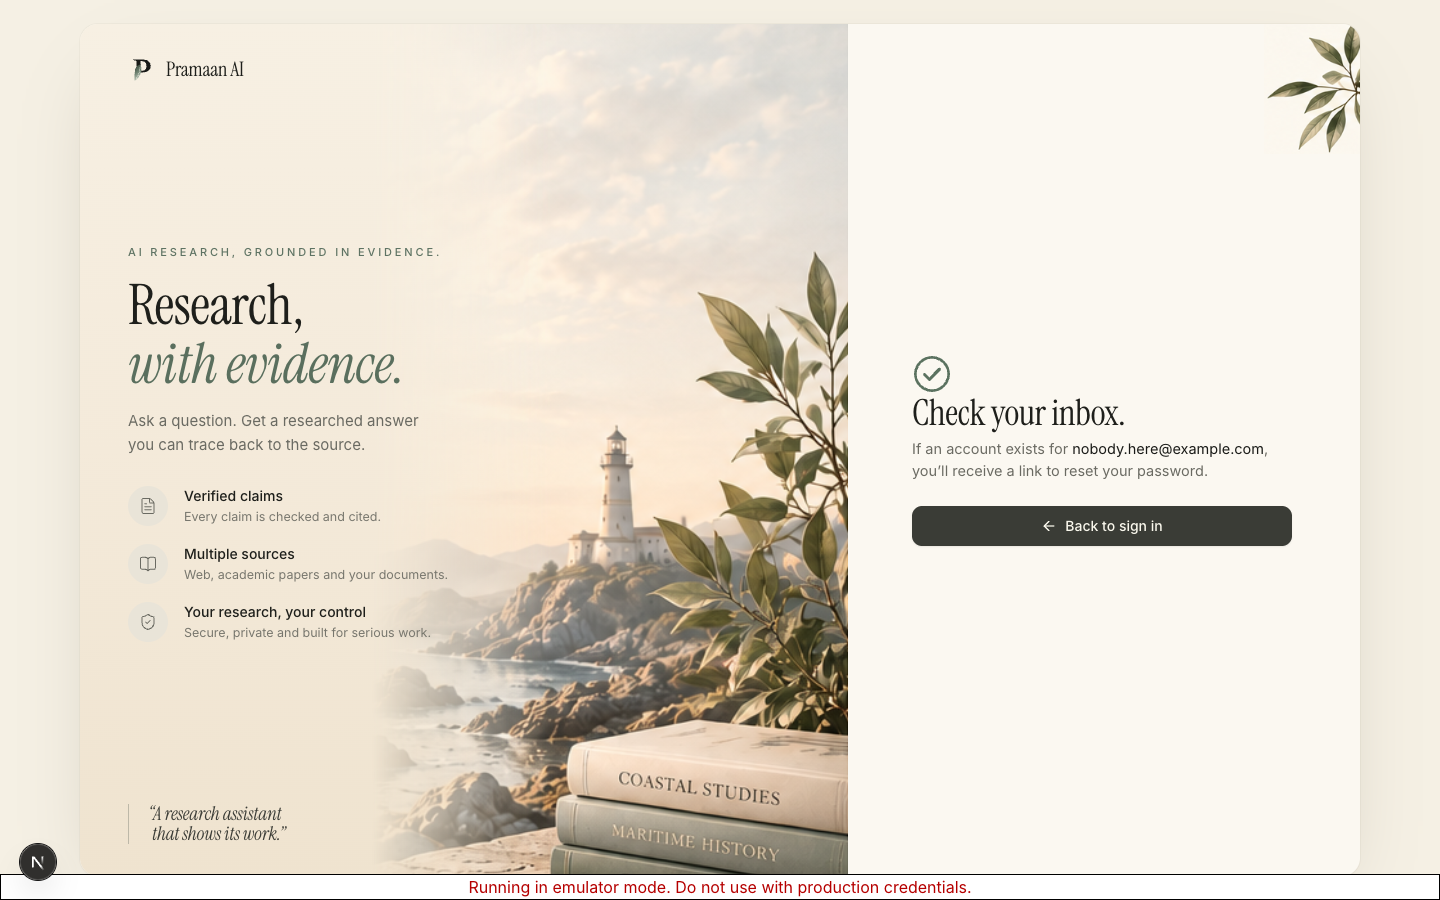 Pramaan AI
AI RESEARCH, GROUNDED IN EVIDENCE.
Research,
with evidence.
Ask a question. Get a researched answer
you can trace back to the source.
Verified claims
Every claim is checked and cited.
Multiple sources
Web, academic papers and your documents.
Your research, your control
Secure, private and built for serious work.
“A research assistant
that shows its work.”
COASTAL STUDIES
MARITIME HISTORY
Check your inbox.
If an account exists for nobody.here@example.com,
you’ll receive a link to reset your password.
Back to sign in
N
Running in emulator mode. Do not use with production credentials.